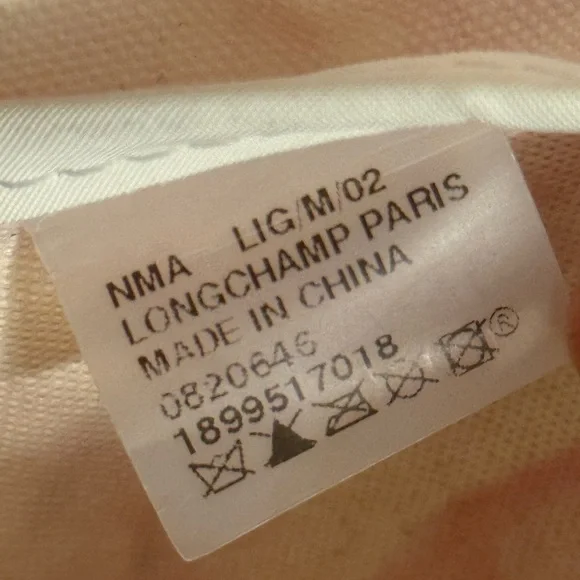 NMA LIG/M/02
LONGCHAMP PARIS
MADE IN CHINA
0820646
1899517018
®